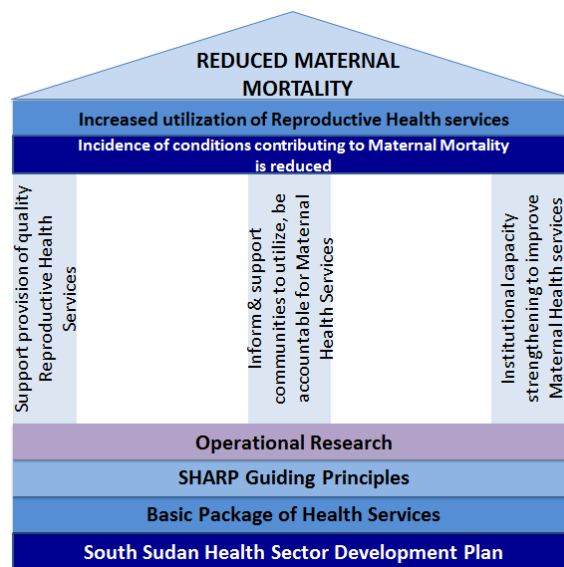 REDUCED MATERNAL
MORTALITY
Increased utilization of Reproductive Health services
Incidence of conditions contributing to Maternal Mortality
is reduced
Support provision of quality
Reproductive Health
Services
Inform & support
communities to utilize, be
accountable for Maternal
Health Services
Institutional capacity
strengthening to improve
Maternal Health services
Operational Research
SHARP Guiding Principles
Basic Package of Health Services
South Sudan Health Sector Development Plan